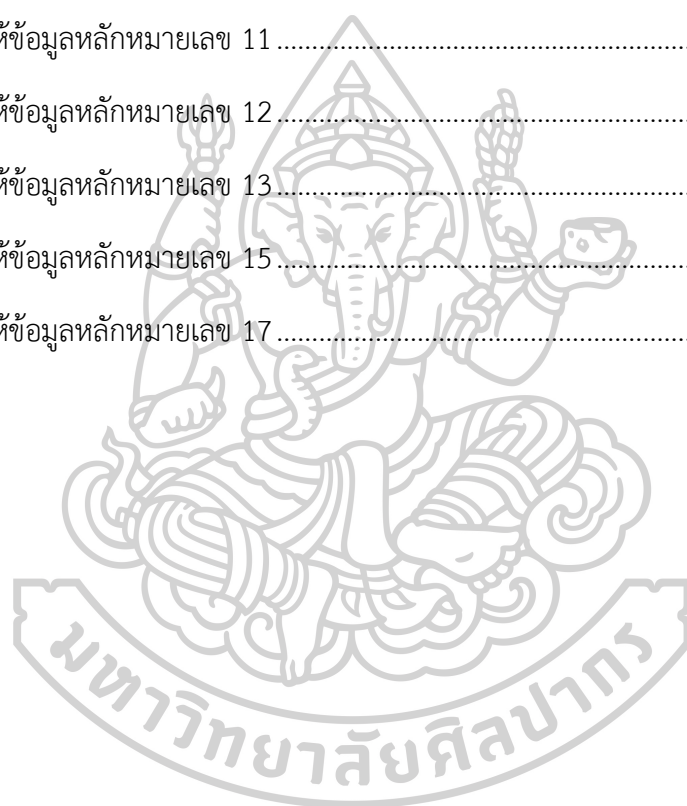 ห้ข้อมูลหลักหมายเลข 11
ห้ข้อมูลหลักหมายเลข 12
ห้ข้อมูลหลักหมายเลข 13
ห้ข้อมูลหลักหมายเลข 15
ห้ข้อมูลหลักหมายเลข 17
มหาวิทยาลัยศิลปากร